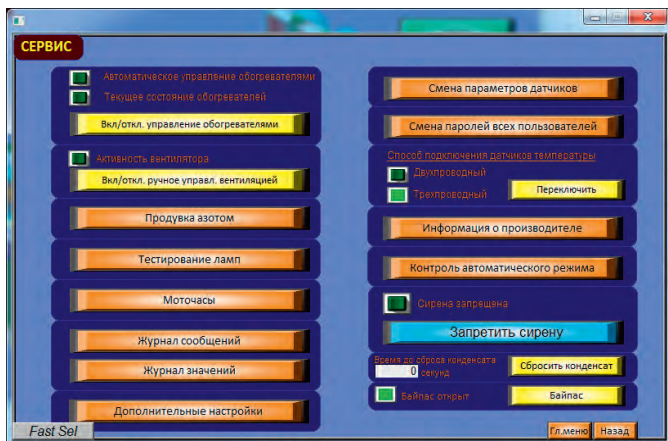 СЕРВИС
Автоматическое управление обогревателями
Текущее состояние обогревателей
Вкл/откл. управление обогревателями
Активность вентилятора
Вкл/откл. ручное управл. вентиляцией
Продувка азотом
Тестирование ламп
Моточасы
Журнал сообщений
Журнал значений
Дополнительные настройки
Fast Sel
Смена параметров датчиков
Смена паролей всех пользователей
Способ подключения датчиков температуры
Двухпроводный
Трехпроводный
Переключить
Информация о производителе
Контроль автоматического режима
Сирена запрещена
Запретить сирену
Время до сброса конденсата
0 секунд
Сбросить конденсат
Байпас открыт
Байпас
Гл.меню
Назад